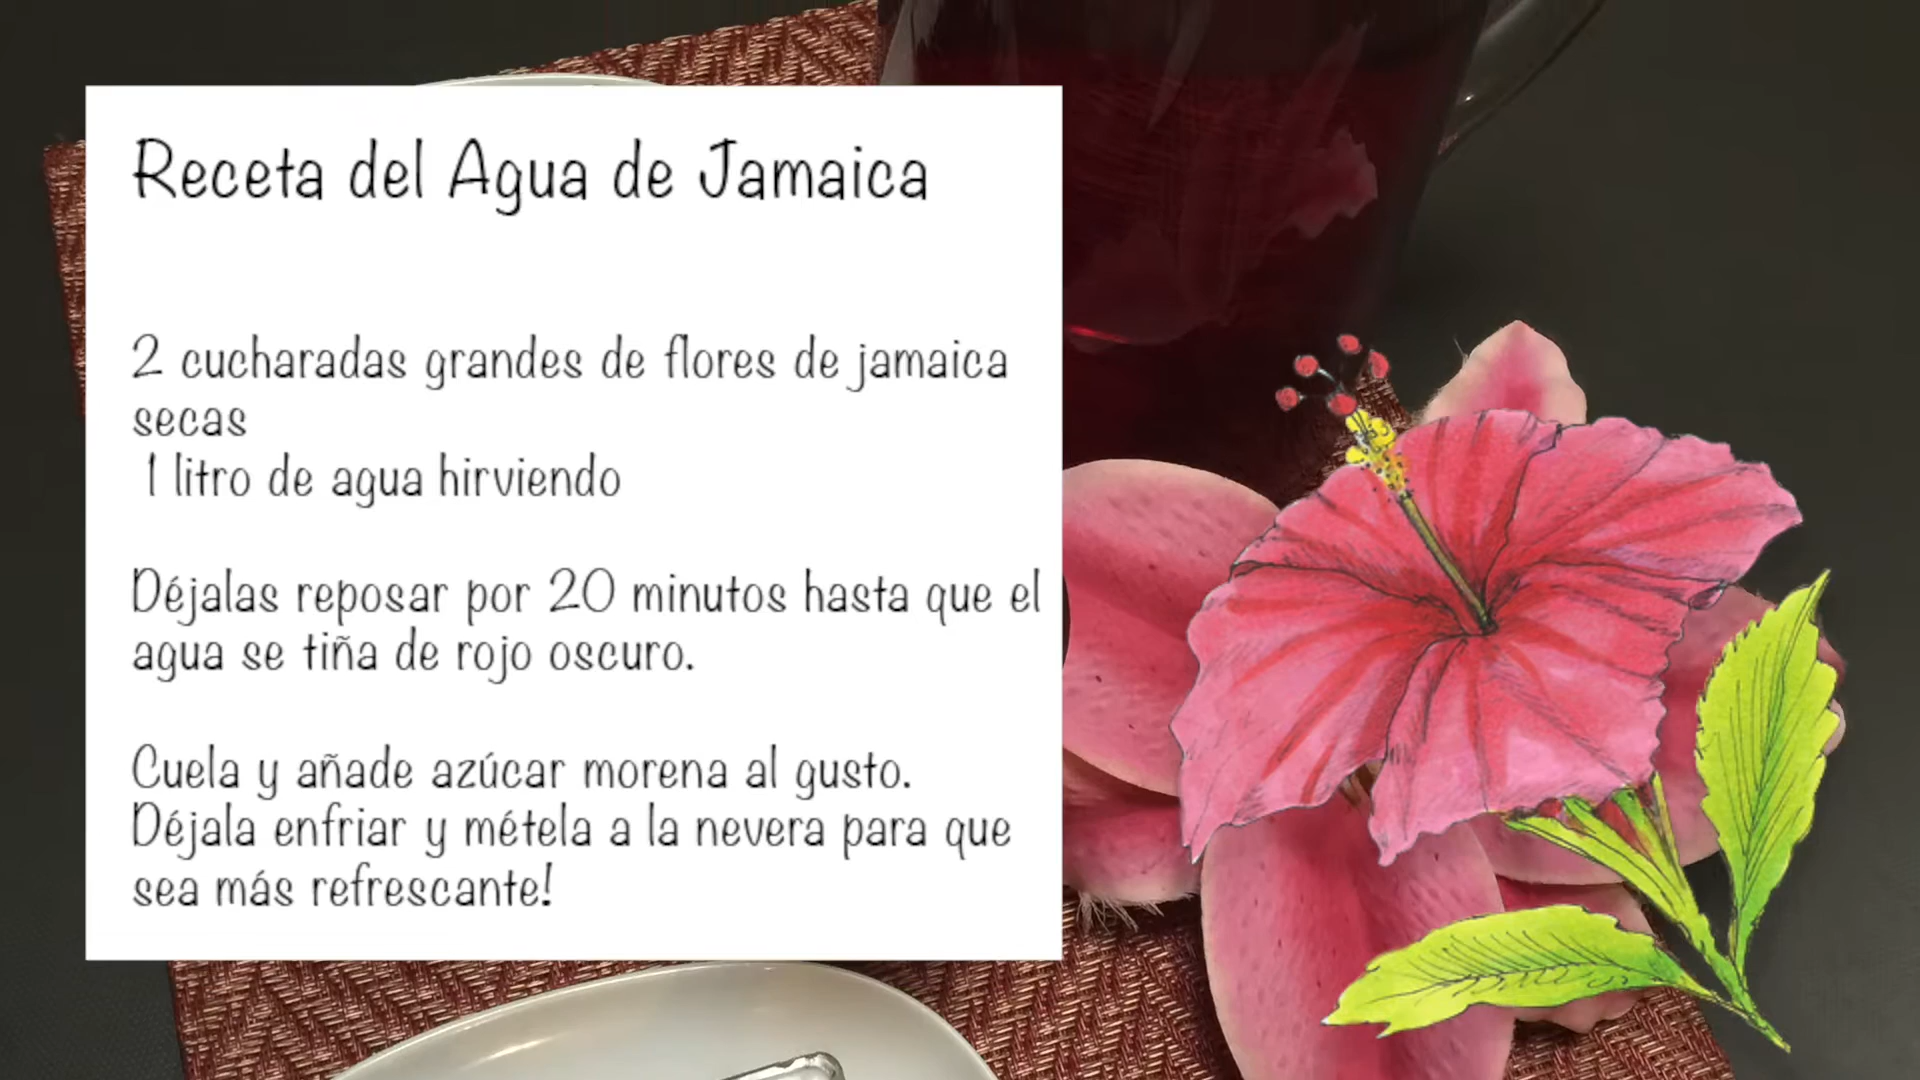 Receta del Agua de Jamaica
2 cucharadas grandes de flores de jamaica
secas
1 litro de agua hirviendo
Déjalas reposar por 20 minutos hasta que el
agua se tiña de rojo oscuro.
Cuela y añade azúcar morena al gusto.
Déjala enfriar y métela a la nevera para que
sea más refrescante!